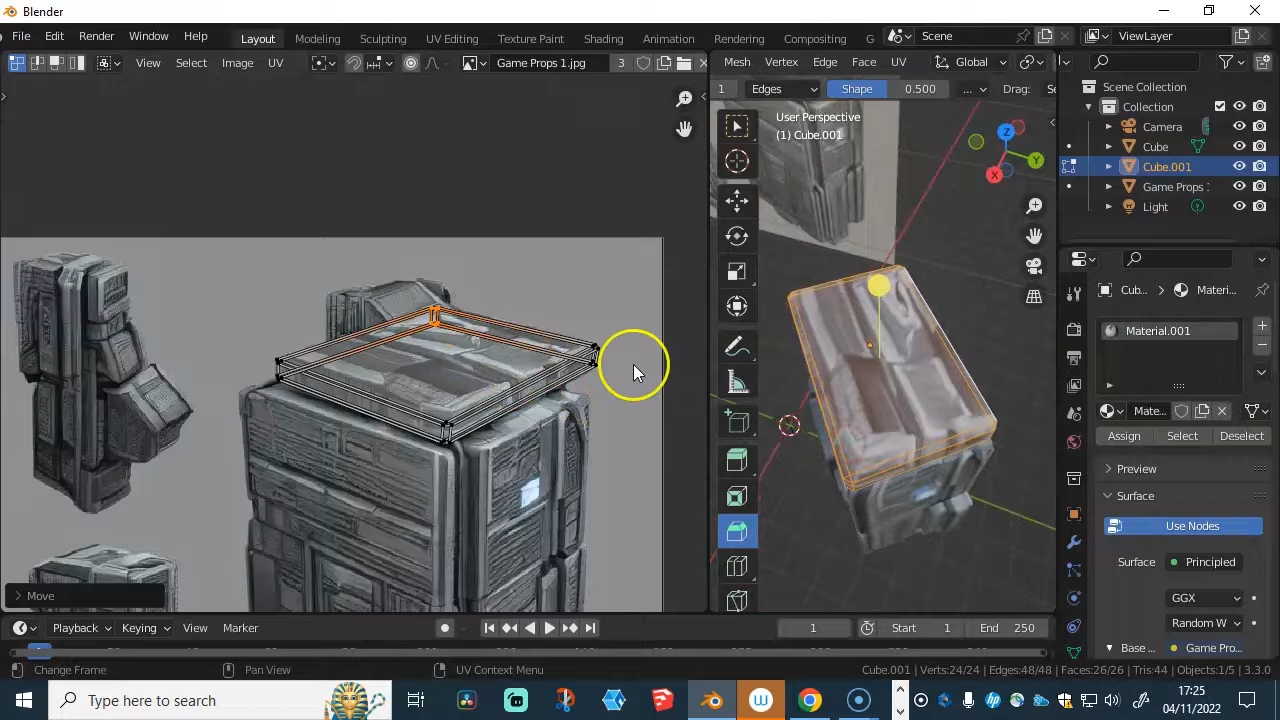 Blender
File Edit Render Window Help
Layout Modeling Sculpting UV Editing Texture Paint Shading Animation Rendering Compositing G
Scene
ViewLayer
View Select Image UV
Game Props 1.jpg 3
Mesh Vertex Edge Face UV
Global
1 Edges Shape 0.500 ... Drag: Se
User Perspective
(1) Cube.001
Z
Y
X
Scene Collection
Collection
Camera
Cube
Cube.001
Game Props :
Light
Cub... Materi...
Material.001
Mate...
Assign Select Deselect
Preview
Surface
Use Nodes
Surface Principled
GGX
Random W
Base ... Game Pro...
Move
Playback Keying View Marker
1 Start 1 End 250
Change Frame Pan View UV Context Menu
Cube.001 | Verts:24/24 | Edges:48/48 | Faces:26/26 | Tris:44 | Objects:1/5 | 3.3.0
Type here to search
17:25
04/11/2022